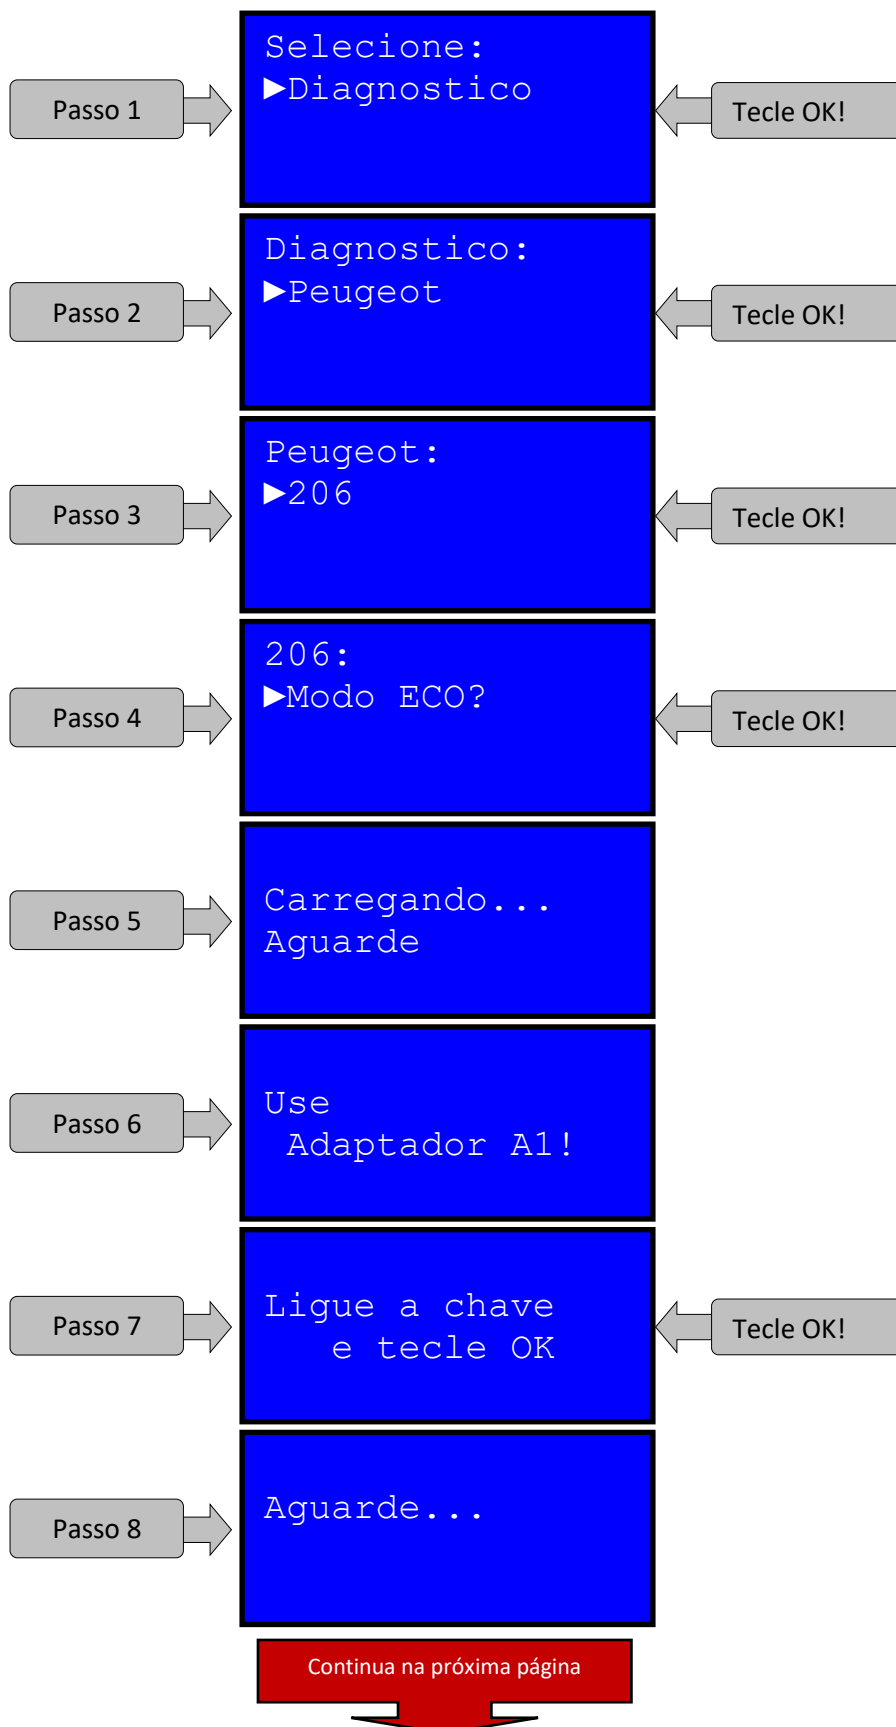 Selecione:
►Diagnostico
Passo 1
Tecle OK!
Diagnostico:
►Peugeot
Passo 2
Tecle OK!
Peugeot:
►206
Passo 3
Tecle OK!
206:
►Modo ECO?
Passo 4
Tecle OK!
Carregando...
Aguarde
Passo 5
Use
Adaptador A1!
Passo 6
Ligue a chave
e tecle OK
Passo 7
Tecle OK!
Aguarde...
Passo 8
Continua na próxima página